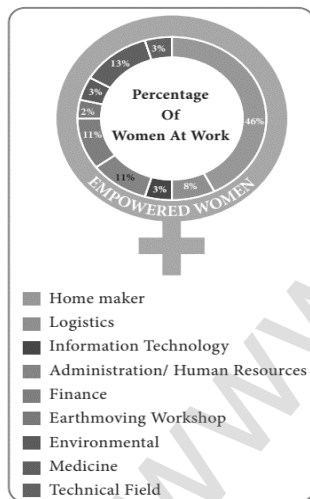 3%
13%
3%
2%
11%
11%
3%
8%
46%
Percentage
Of
Women At Work
EMPOWERED WOMEN
Home maker
Logistics
Information Technology
Administration/ Human Resources
Finance
Earthmoving Workshop
Environmental
Medicine
Technical Field